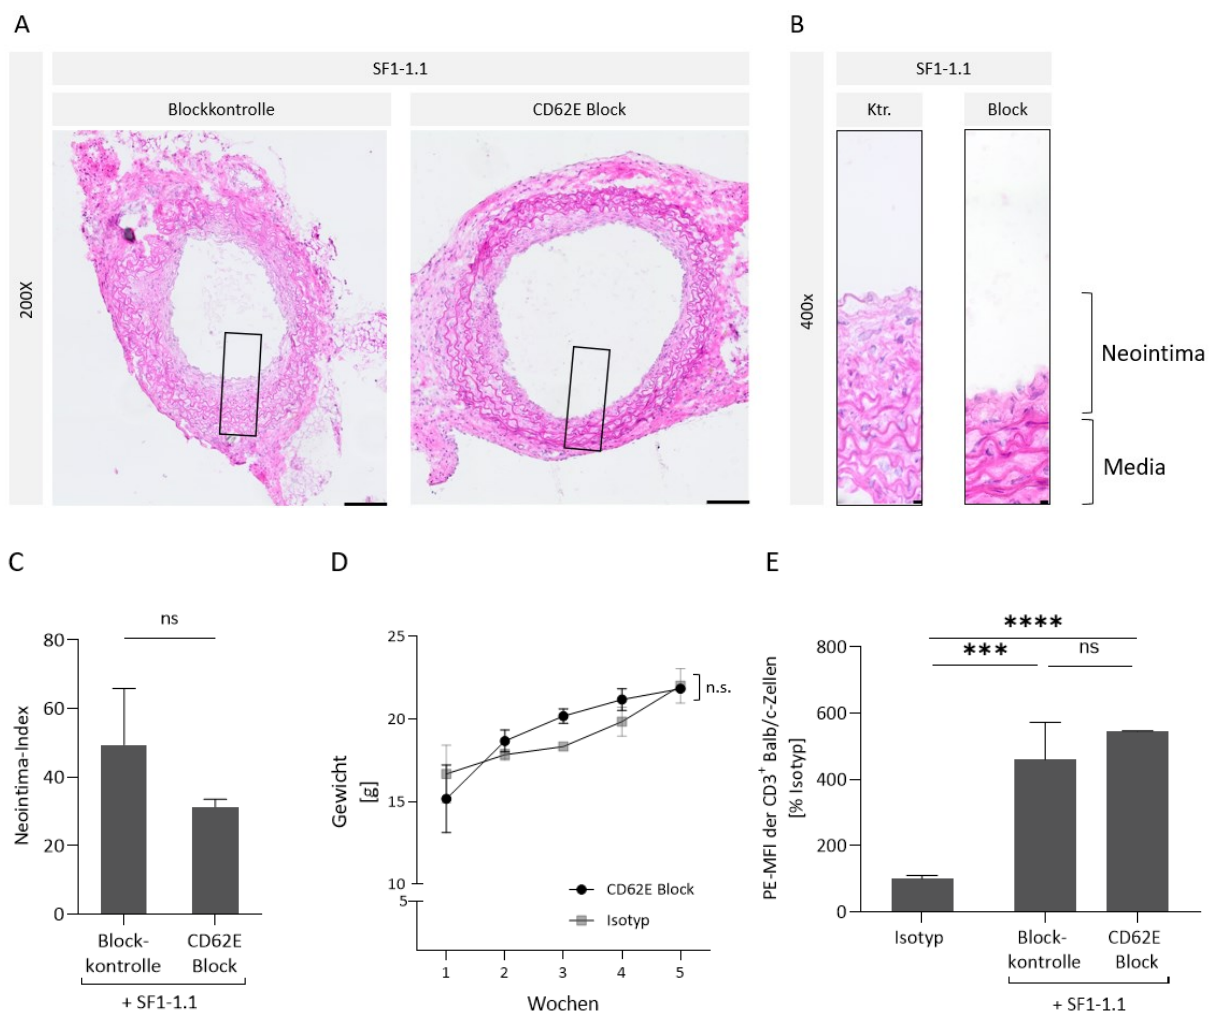 A
B
SF1-1.1
SF1-1.1
Blockkontrolle
CD62E Block
Ktr.
Block
200X
400x
Neointima
Media
C
D
E
ns
80
60
40
20
0
Neointima-Index
Block-
kontrolle
CD62E
Block
+ SF1-1.1
25
20
15
10
5
Gewicht
[g]
n.s.
CD62E Block
Isotyp
1
2
3
4
5
Wochen
****
***
ns
800
600
400
200
0
PE-MFI der CD3⁺ Balb/c-Zellen
[% Isotyp]
Isotyp
Block-
kontrolle
CD62E
Block
+ SF1-1.1